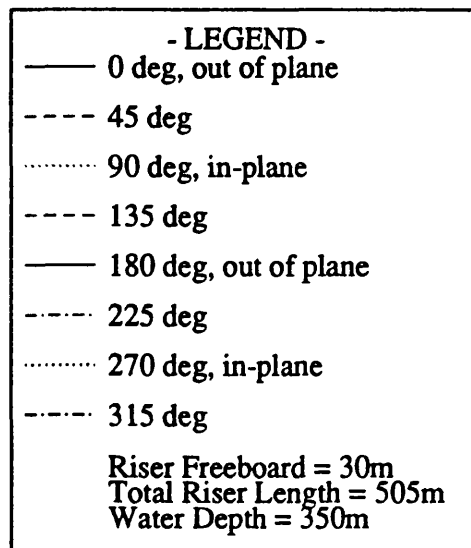 - LEGEND -
0 deg, out of plane
45 deg
90 deg, in-plane
135 deg
180 deg, out of plane
225 deg
270 deg, in-plane
315 deg
Riser Freeboard = 30m
Total Riser Length = 505m
Water Depth = 350m